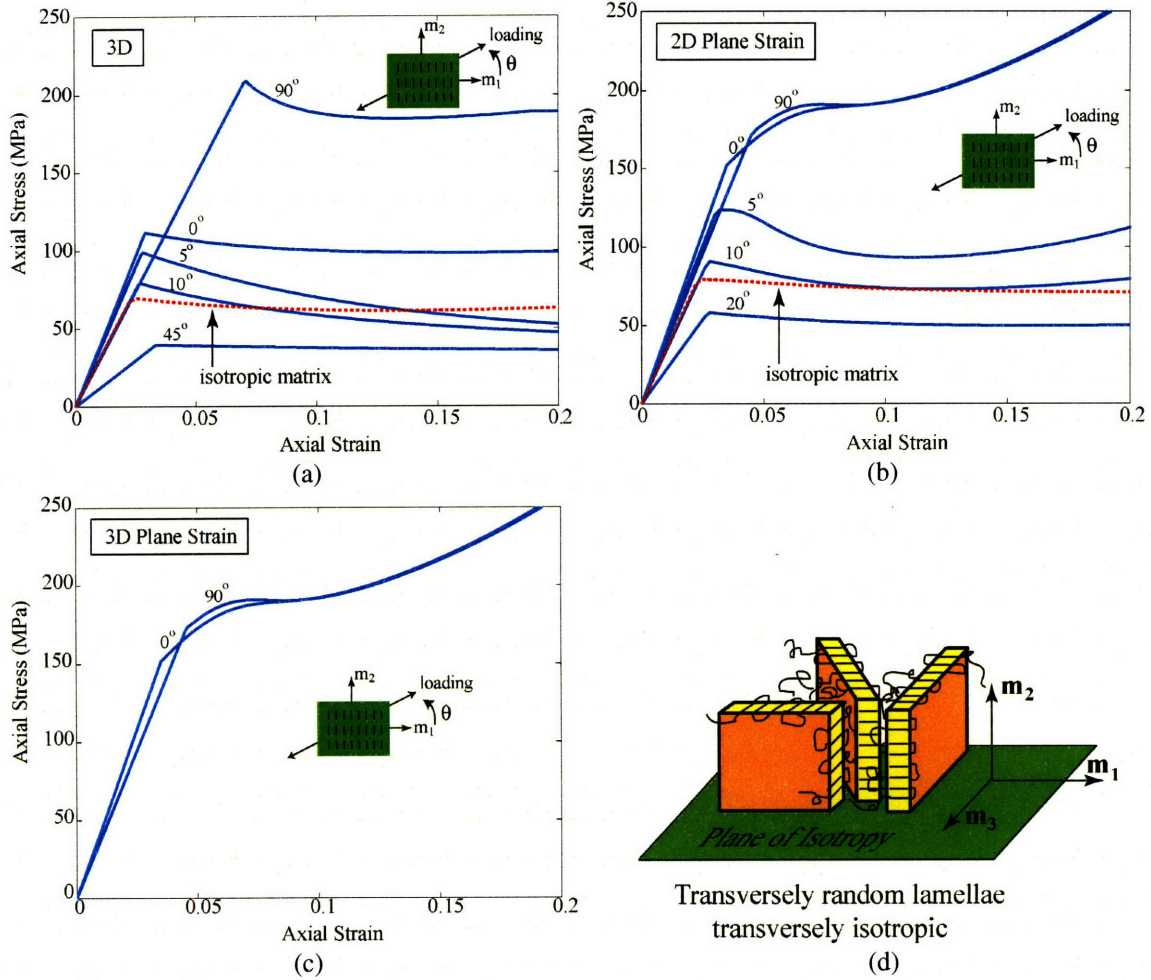 3D
m2
loading
θ
m1
90°
0°
5°
10°
45°
isotropic matrix
250
200
150
100
50
0
0
0.05
0.1
0.15
0.2
Axial Stress (MPa)
Axial Strain
(a)
2D Plane Strain
m2
loading
θ
m1
90°
0°
5°
10°
20°
isotropic matrix
250
200
150
100
50
0
0
0.05
0.1
0.15
0.2
Axial Stress (MPa)
Axial Strain
(b)
3D Plane Strain
90°
0°
m2
loading
θ
m1
250
200
150
100
50
0
0
0.05
0.1
0.15
0.2
Axial Stress (MPa)
Axial Strain
(c)
m2
m1
m3
Plane of Isotropy
Transversely random lamellae
transversely isotropic
(d)